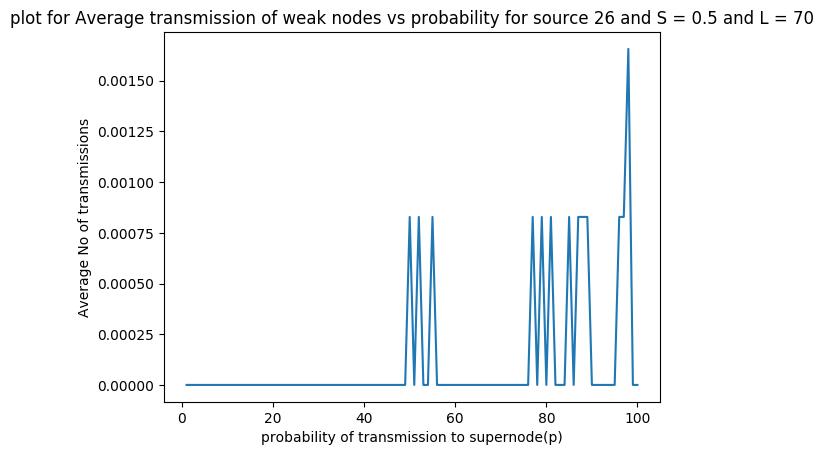 plot for Average transmission of weak nodes vs probability for source 26 and S = 0.5 and L = 70
Average No of transmissions
0.00150
0.00125
0.00100
0.00075
0.00050
0.00025
0.00000
0 20 40 60 80 100
probability of transmission to supernode(p)